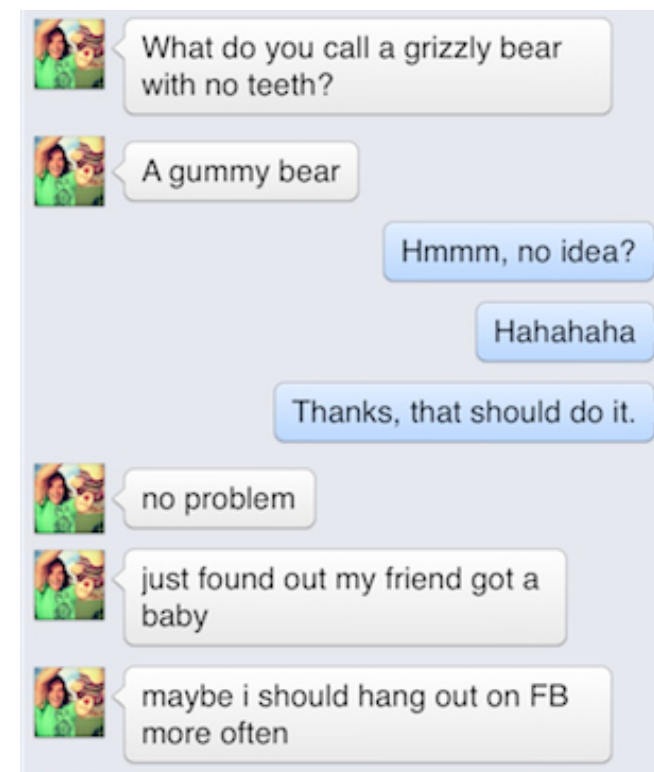 What do you call a grizzly bear
with no teeth?
A gummy bear
Hmmm, no idea?
Hahahaha
Thanks, that should do it.
no problem
just found out my friend got a
baby
maybe i should hang out on FB
more often